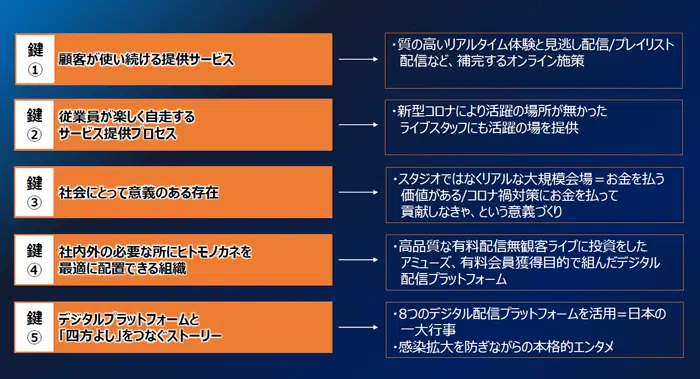 鍵
①
顧客が使い続ける提供サービス
・質の高いリアルタイム体験と見逃し配信/プレイリスト
配信など、補完するオンライン施策
鍵
②
従業員が楽しく自走する
サービス提供プロセス
・新型コロナにより活躍の場所が無かった
ライブスタッフにも活躍の場を提供
鍵
③
社会にとって意義のある存在
・スタジオではなくリアルな大規模会場＝お金を払う
価値がある/コロナ禍対策にお金を払って
貢献しなきゃ、という意義づくり
鍵
④
社内外の必要な所にヒトモノカネを
最適に配置できる組織
・高品質な有料配信無観客ライブに投資をした
アミューズ、有料会員獲得目的で組んだデジタル
配信プラットフォーム
鍵
⑤
デジタルプラットフォームと
「四方よし」をつなぐストーリー
・8つのデジタル配信プラットフォームを活用＝日本の
一大行事
・感染拡大を防ぎながらの本格的エンタメ